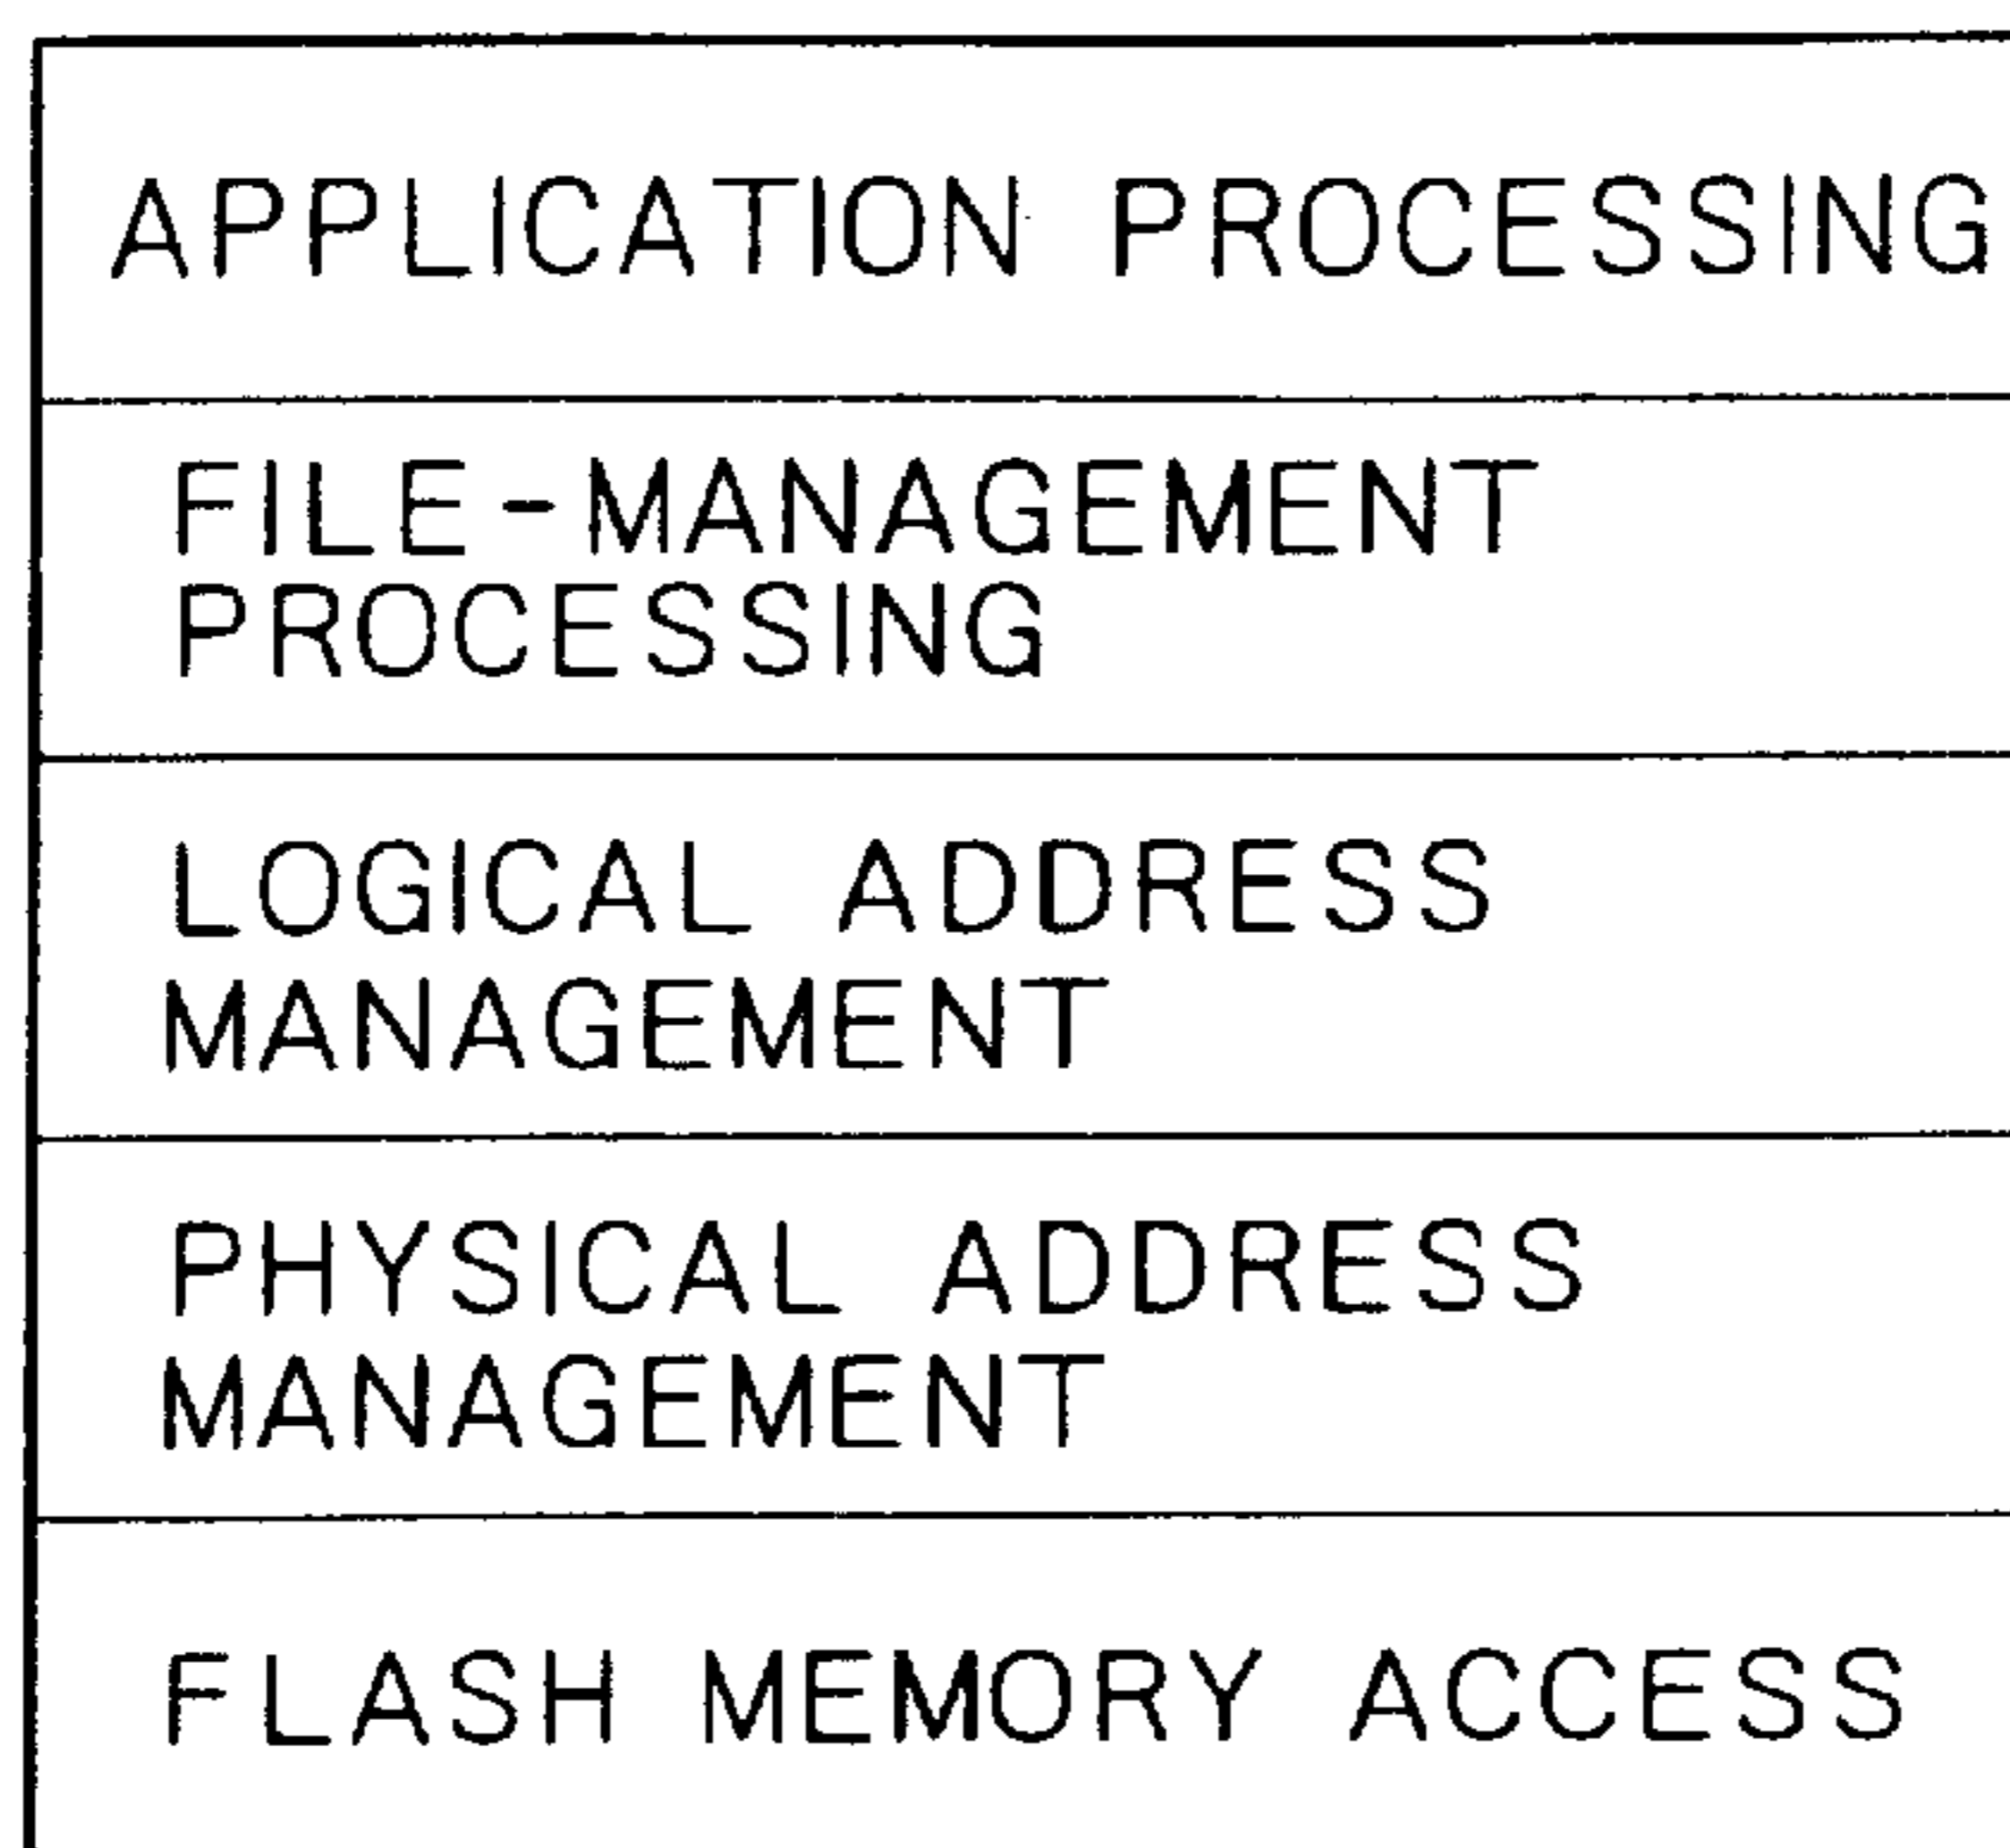 APPLICATION PROCESSING
FILE-MANAGEMENT
PROCESSING
LOGICAL ADDRESS
MANAGEMENT
PHYSICAL ADDRESS
MANAGEMENT
FLASH MEMORY ACCESS